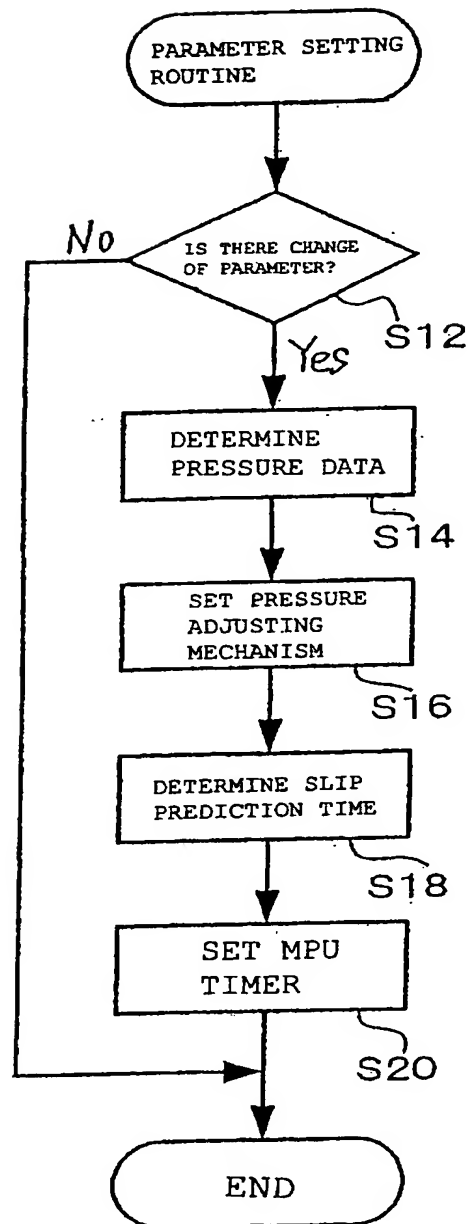 PARAMETER SETTING
ROUTINE
No
IS THERE CHANGE
OF PARAMETER?
S12
Yes
DETERMINE
PRESSURE DATA
S14
SET PRESSURE
ADJUSTING
MECHANISM
S16
DETERMINE SLIP
PREDICTION TIME
S18
SET MPU
TIMER
S20
END